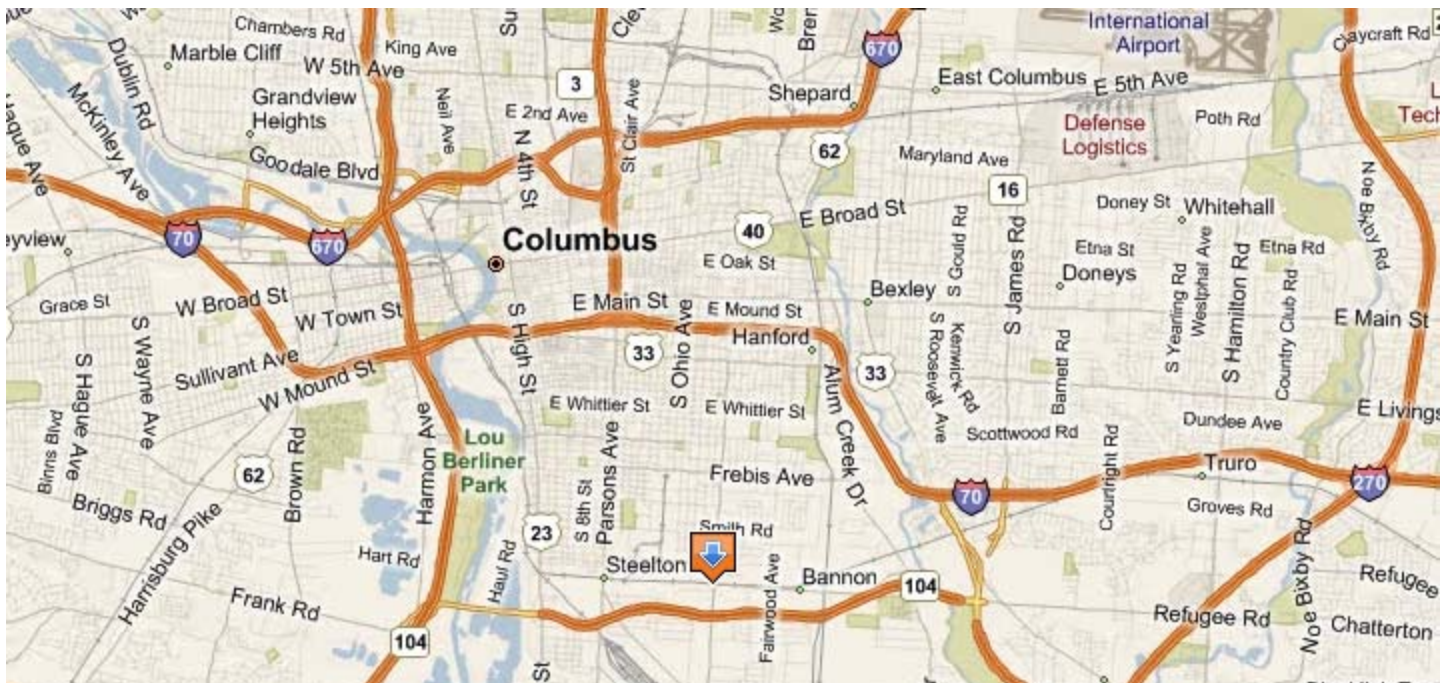 Chambers Rd
King Ave
Marble Cliff
W 5th Ave
International
Airport
Claycraft Rd
670
Dublin Rd
McKinley Ave
3
Shepard
East Columbus
E 5th Ave
Grandview
Heights
Neil Ave
E 2nd Ave
St Clair Ave
Defense
Logistics
Poth Rd
N 4th St
62
Maryland Ave
Goodale Blvd
16
Noe Bixby Rd
Doney St
Whitehall
E Broad St
S Gould Rd
S James Rd
70
670
40
Columbus
E Oak St
Etna St
Etna Rd
Doneys
Westphal Ave
S Yearling Rd
S Hamilton Rd
Country Club Rd
Grace St
W Broad St
W Town St
E Main St
E Mound St
Bexley
E Main St
S Wayne Ave
S High St
S Ohio Ave
Hanford
S Roosevelt Ave
Kenwick Rd
33
33
Barnett Rd
Sullivant Ave
W Mound St
S Hague Ave
E Whittier St
E Whittier St
Alum Creek Dr
Dundee Ave
Binns Blvd
Brown Rd
Harmon Ave
Lou
Berliner
Park
Scottwood Rd
Courtright Rd
62
Parsons Ave
S 8th St
Frebis Ave
Truro
70
270
Briggs Rd
Groves Rd
Harrisburg Pike
23
Smith Rd
Hart Rd
Haul Rd
Steelton
Fairwood Ave
Bannon
104
Noe Bixby Rd
Refugee
Frank Rd
Refugee Rd
Chatterton
104
St